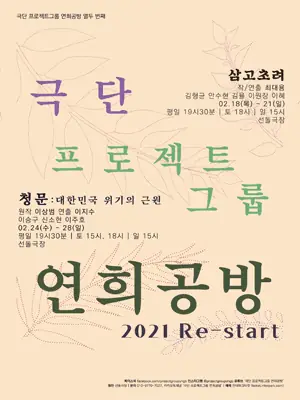 극단 프로젝트그룹 연희공방 열두 번째
극단
프로젝트
그룹
연희공방
2021 Re-start
삼고초려
작/연출 최대웅
김형균 안수현 김율 이원장 이혜
02.18(목) ~ 21(일)
평일 19시30분 | 토 18시 | 일 15시
선돌극장
청문 : 대한민국 위기의 근원
원작 이상범 연출 이지수
이승구 신소현 이주호
02.24(수) ~ 28(일)
평일 19시30분 | 토 15시, 18시 | 일 15시
선돌극장